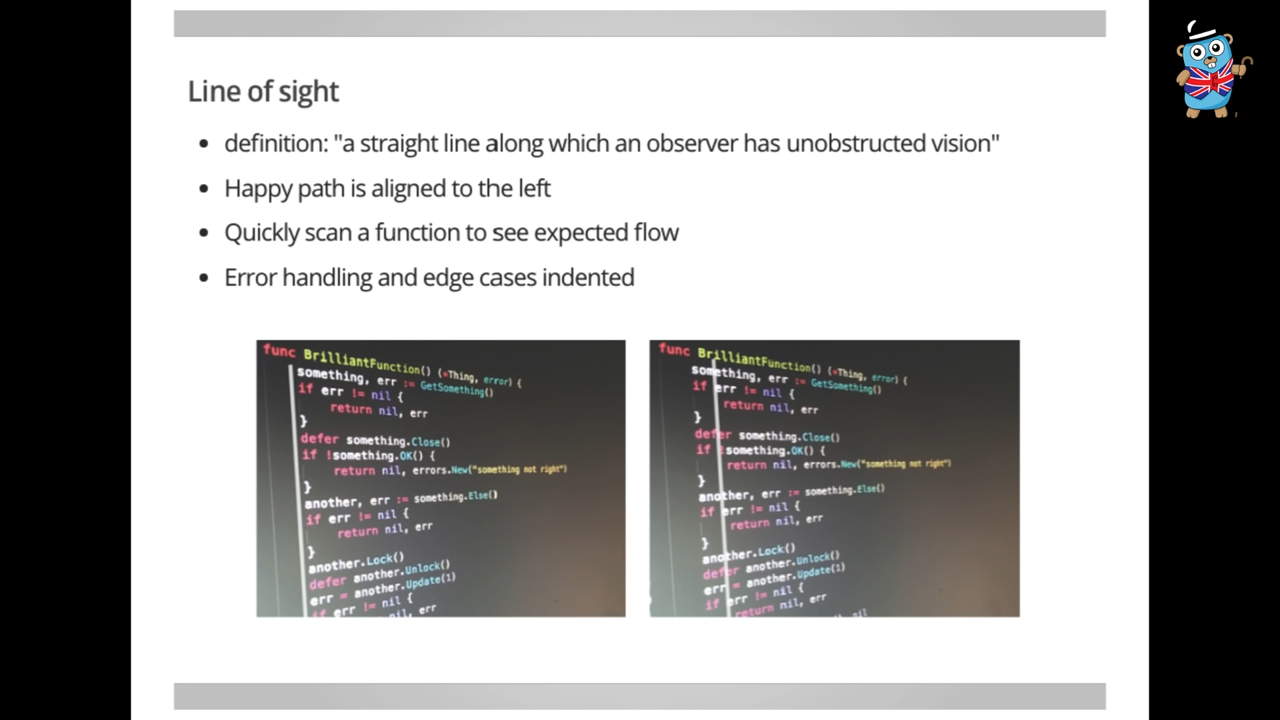 Line of sight
• definition: "a straight line along which an observer has unobstructed vision"
• Happy path is aligned to the left
• Quickly scan a function to see expected flow
• Error handling and edge cases indented
func BrilliantFunction() (*Thing, error) {
something, err := GetSomething()
if err != nil {
return nil, err
}
defer something.Close()
if !something.OK() {
return nil, errors.New("something not right")
}
another, err := something.Else()
if err != nil {
return nil, err
}
another.Lock()
defer another.Unlock()
err = another.Update(1)
if err != nil {
nil, err
func BrilliantFunction() (*Thing, error) {
something, err := GetSomething()
if err != nil {
return nil, err
}
defer something.Close()
if !something.OK() {
return nil, errors.New("something not right")
}
another, err := something.Else()
if err != nil {
return nil, err
}
another.Lock()
defer another.Unlock()
err = another.Update(1)
if err != nil {
return nil, err